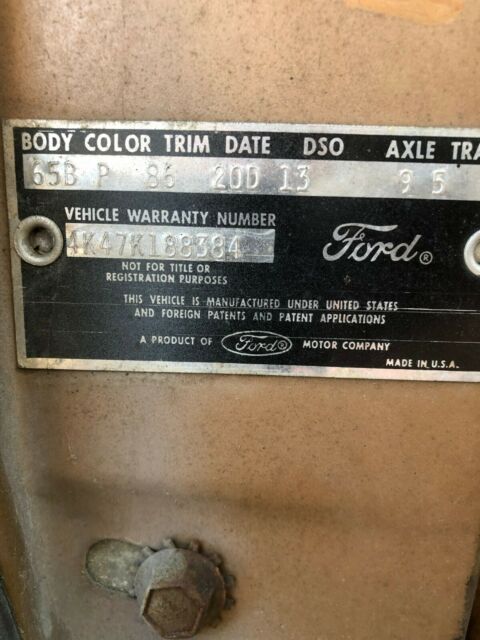 BODY COLOR TRIM DATE DSO AXLE TRA
65B P 86 20D 13 9 5
VEHICLE WARRANTY NUMBER
4K47K188384
Ford®
NOT FOR TITLE OR
REGISTRATION PURPOSES
THIS VEHICLE IS MANUFACTURED UNDER UNITED STATES
AND FOREIGN PATENTS AND PATENT APPLICATIONS
A PRODUCT OF Ford® MOTOR COMPANY
MADE IN U.S.A.